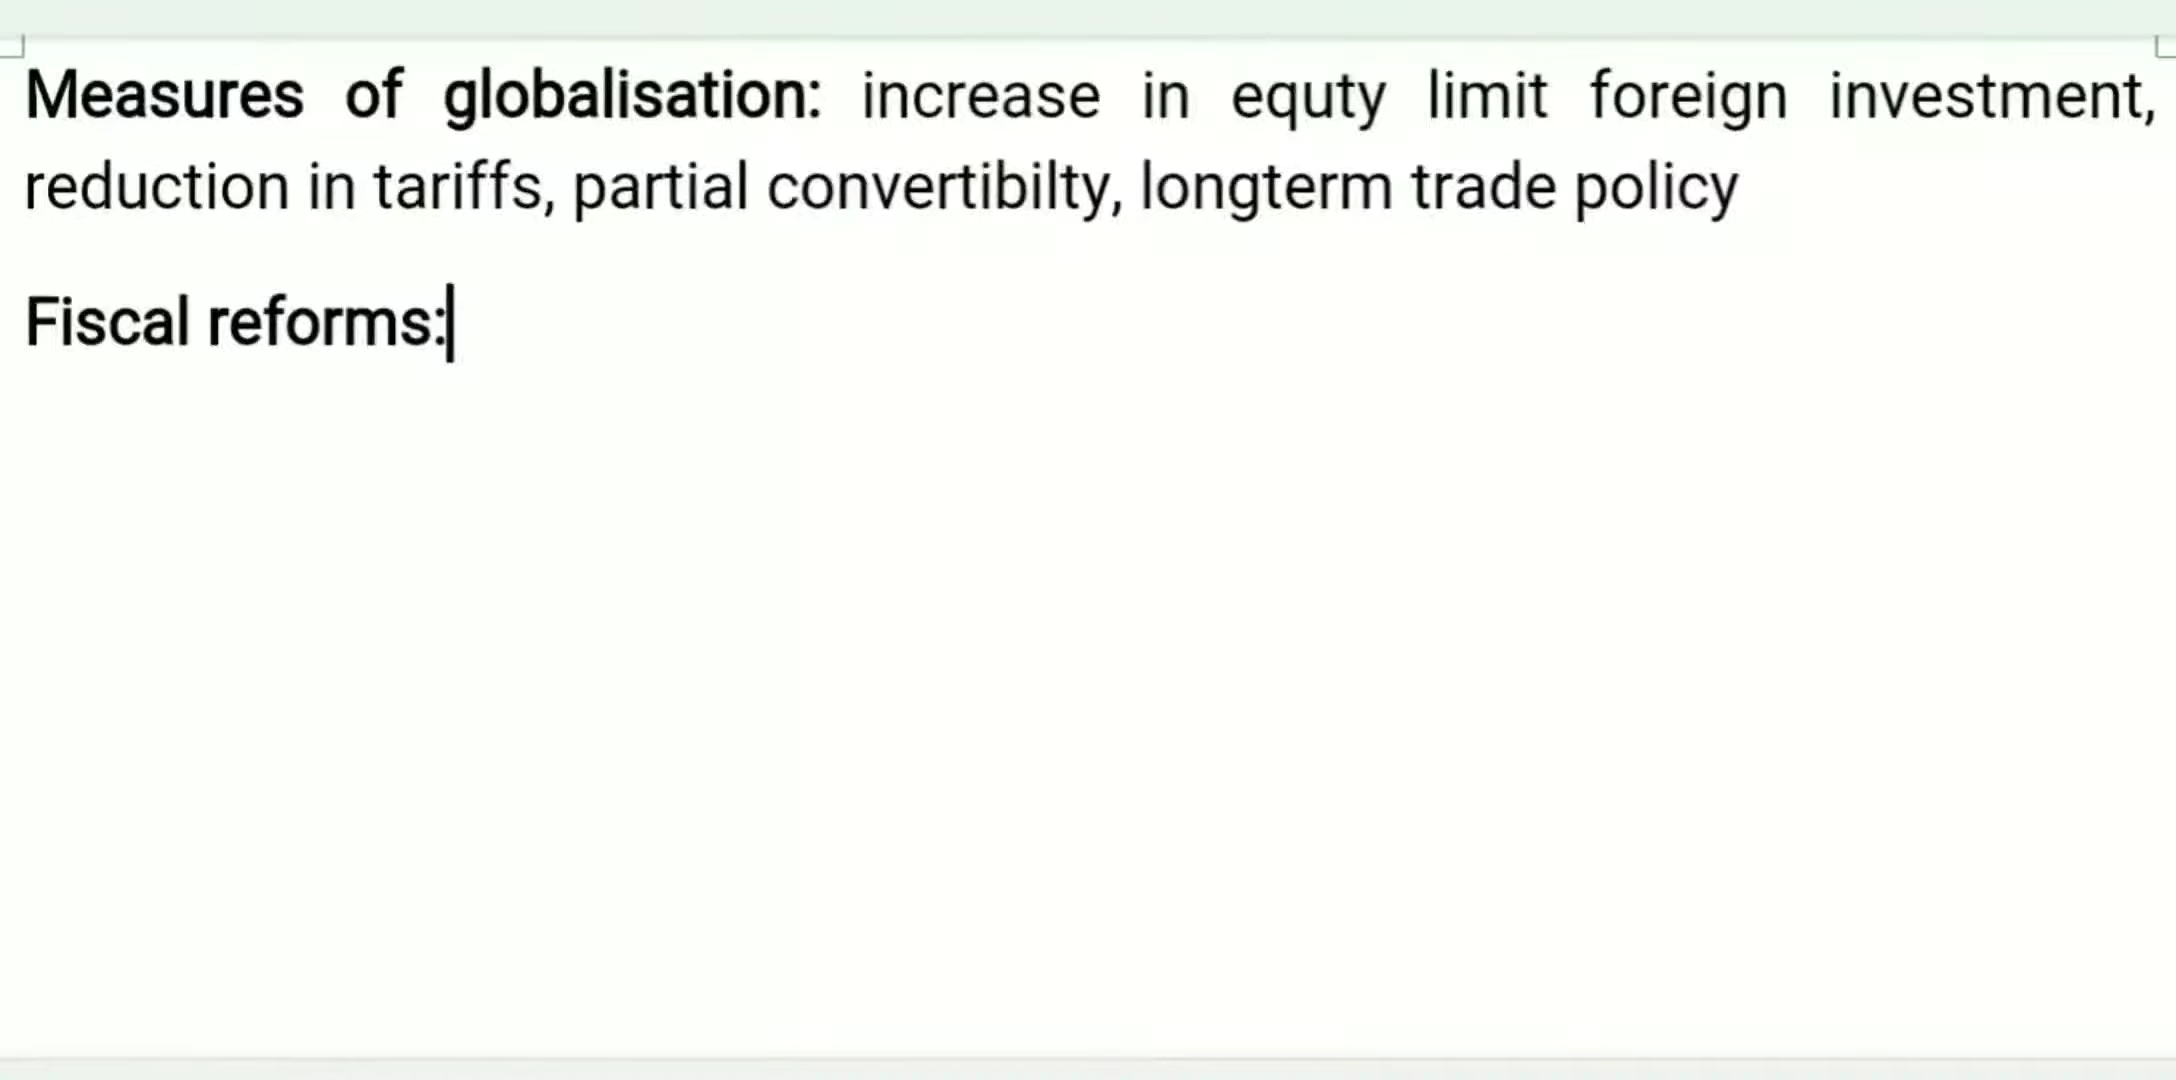 Measures of globalisation: increase in equty limit foreign investment,
reduction in tariffs, partial convertibilty, longterm trade policy
Fiscal reforms: